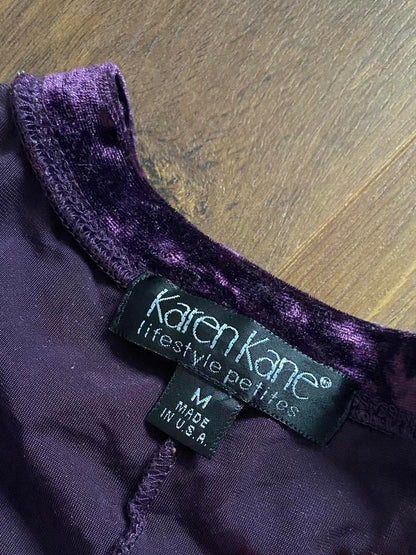 Karen Kane®
lifestyle petites
M
MADE
IN U.S.A.